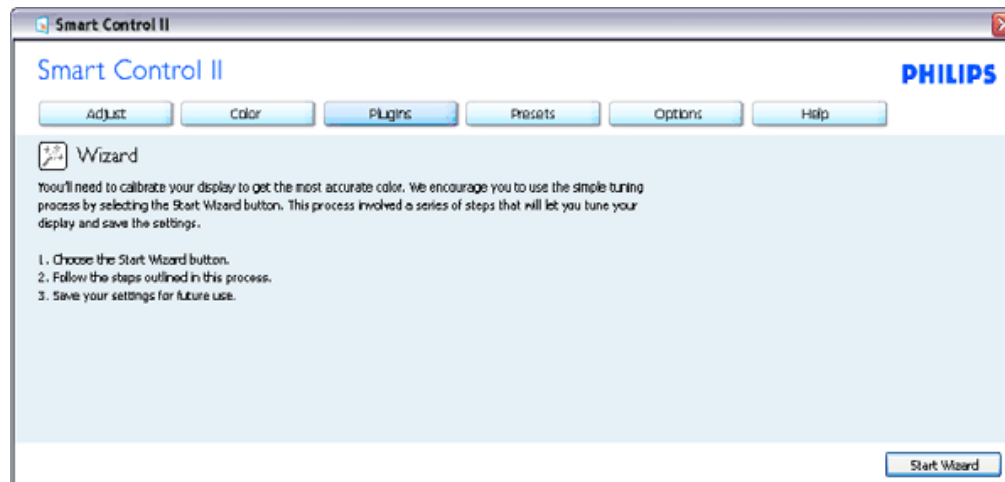 Smart Control II
Smart Control II
PHILIPS
Adjust Color Plugins Presets Options Help
Wizard
Yoou'll need to calibrate your display to get the most accurate color. We encourage you to use the simple tuning
process by selecting the Start Wizard button. This process involved a series of steps that will let you tune your
display and save the settings.
1. Choose the Start Wizard button.
2. Follow the steps outlined in this process.
3. Save your settings for future use.
Start Wizard